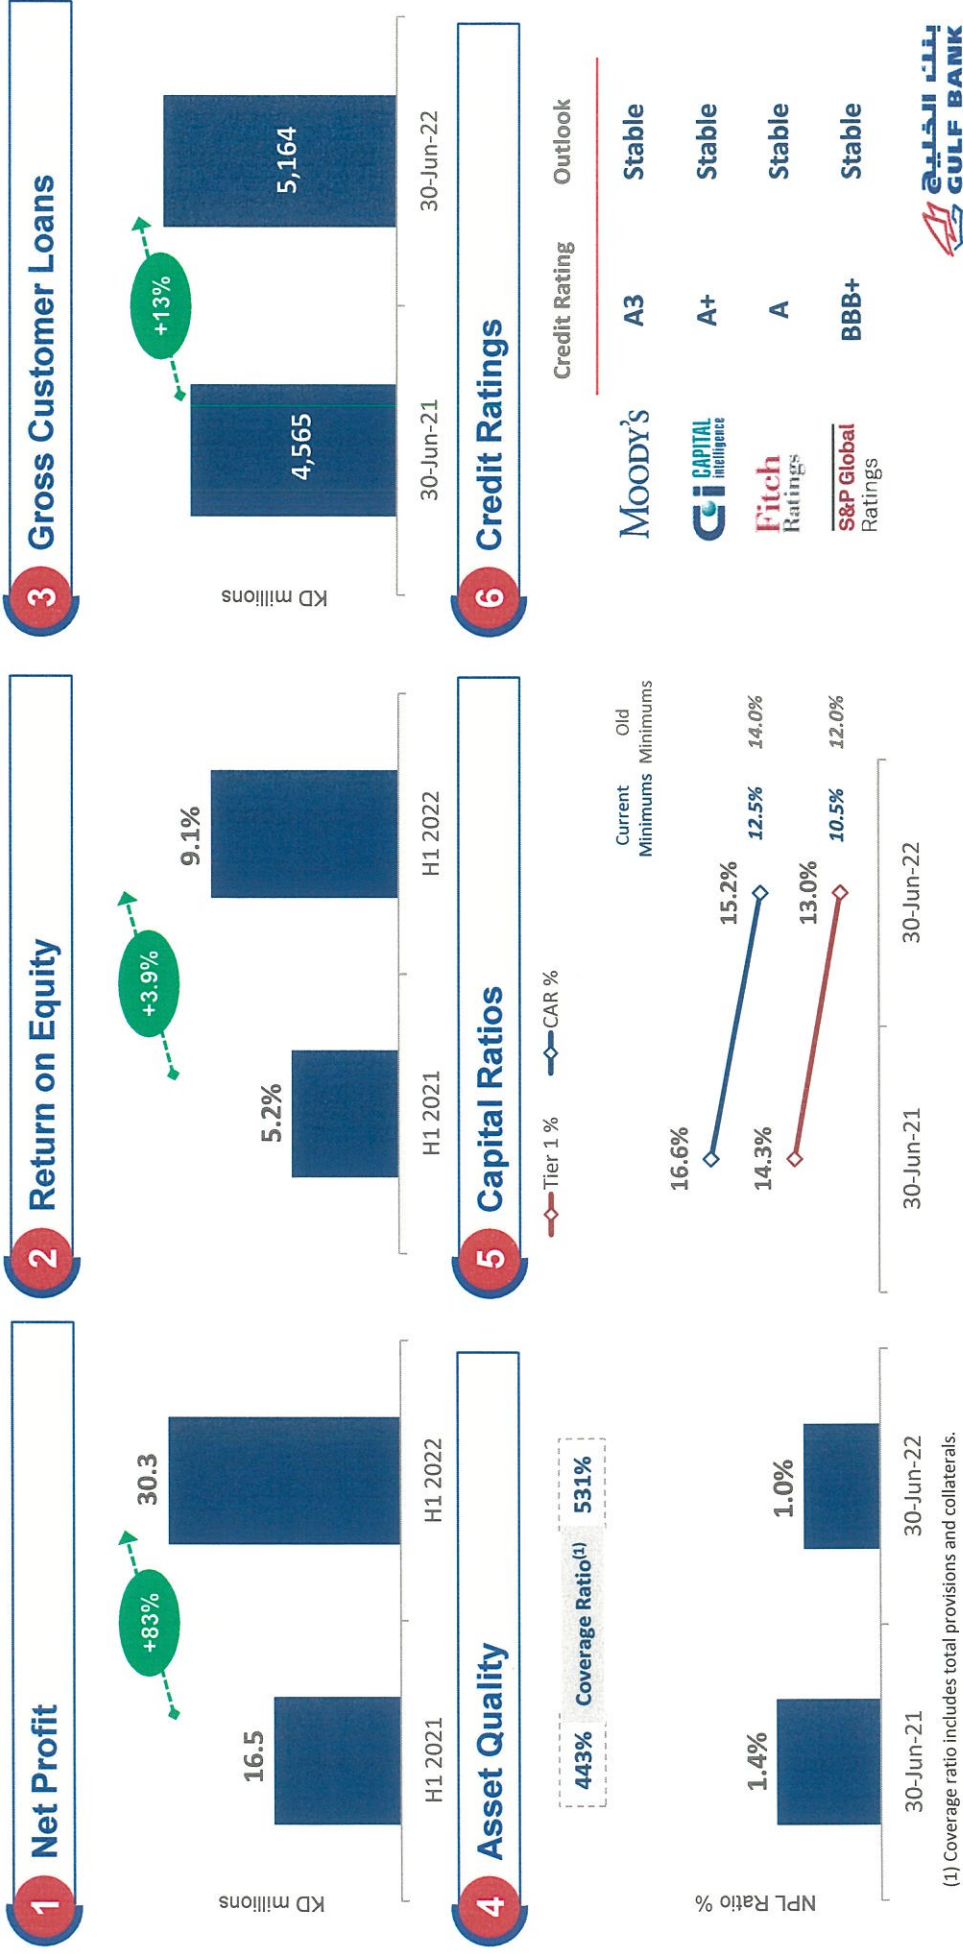 1 Net Profit
KD millions
16.5
+83%
30.3
H1 2021
H1 2022
2 Return on Equity
5.2%
+3.9%
9.1%
H1 2021
H1 2022
3 Gross Customer Loans
KD millions
4,565
+13%
5,164
30-Jun-21
30-Jun-22
4 Asset Quality
443% Coverage Ratio(1) 531%
NPL Ratio %
1.4%
1.0%
30-Jun-21
30-Jun-22
(1) Coverage ratio includes total provisions and collaterals.
5 Capital Ratios
Tier 1 %
CAR %
Current Minimums
Old Minimums
16.6%
15.2%
12.5%
14.0%
14.3%
13.0%
10.5%
12.0%
30-Jun-21
30-Jun-22
6 Credit Ratings
Credit Rating
Outlook
MOODY'S A3 Stable
Ci CAPITAL intelligence A+ Stable
Fitch Ratings A Stable
S&P Global Ratings BBB+ Stable
بنك الخليج
GULF BANK